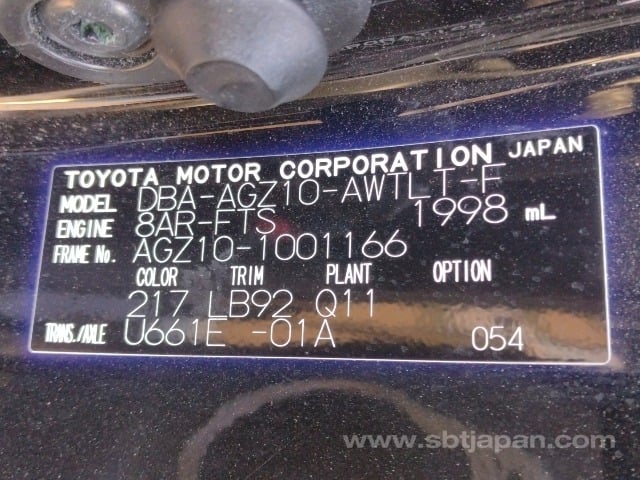 TOYOTA MOTOR CORPORATION JAPAN
MODEL DBA-AGZ10-AWTLT-F
ENGINE 8AR-FTS 1998 mL
FRAME No. AGZ10-1001166
COLOR TRIM PLANT OPTION
217 LB92 Q11
TRANS./AXLE U661E -01A 054
www.sbtjapan.com